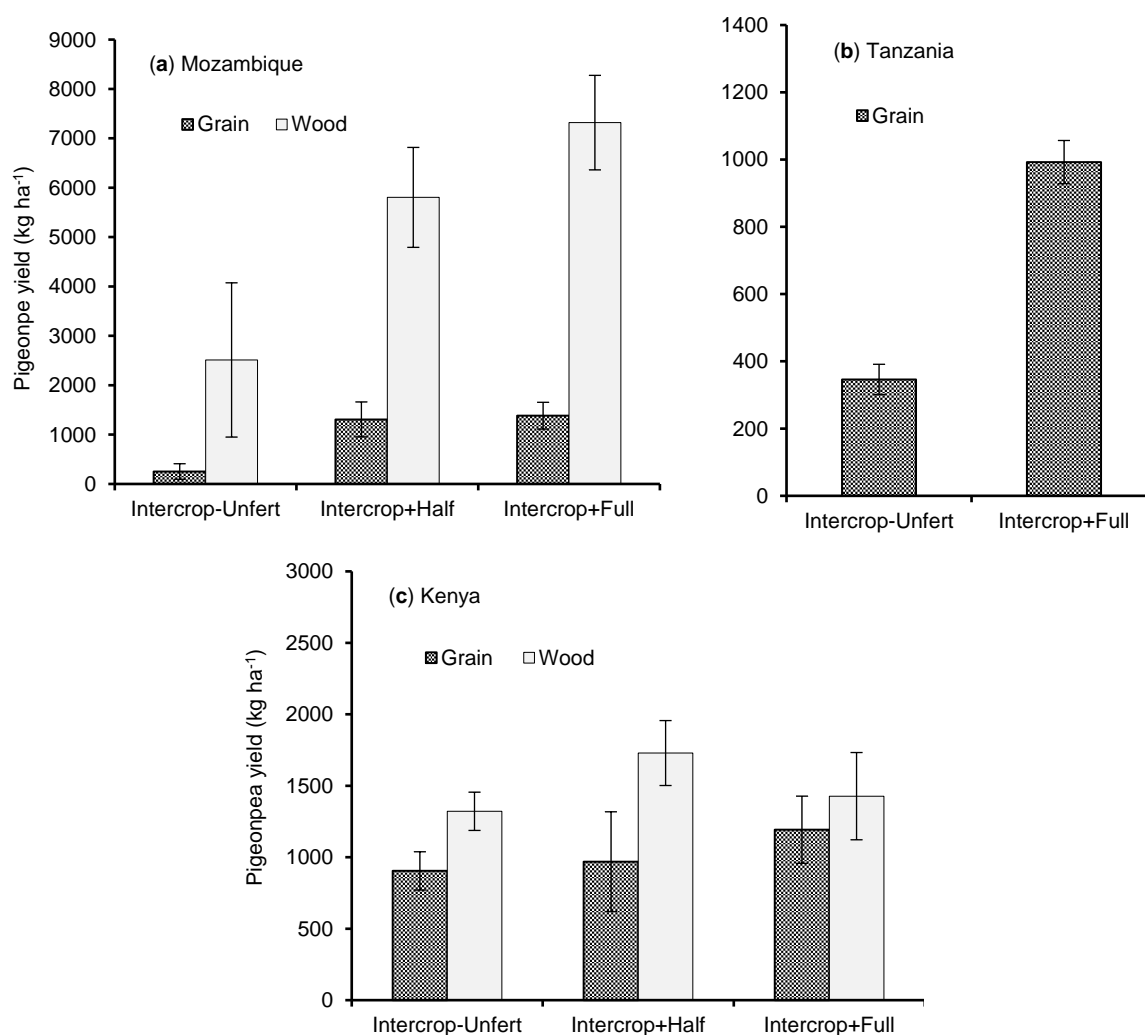 (a) Mozambique
Grain Wood
Pigeonpe yield (kg ha-1)
9000
8000
7000
6000
5000
4000
3000
2000
1000
0
Intercrop-Unfert Intercrop+Half Intercrop+Full
(b) Tanzania
Grain
1400
1200
1000
800
600
400
200
0
Intercrop-Unfert Intercrop+Full
(c) Kenya
Grain Wood
Pigeonpea yield (kg ha-1)
3000
2500
2000
1500
1000
500
0
Intercrop-Unfert Intercrop+Half Intercrop+Full